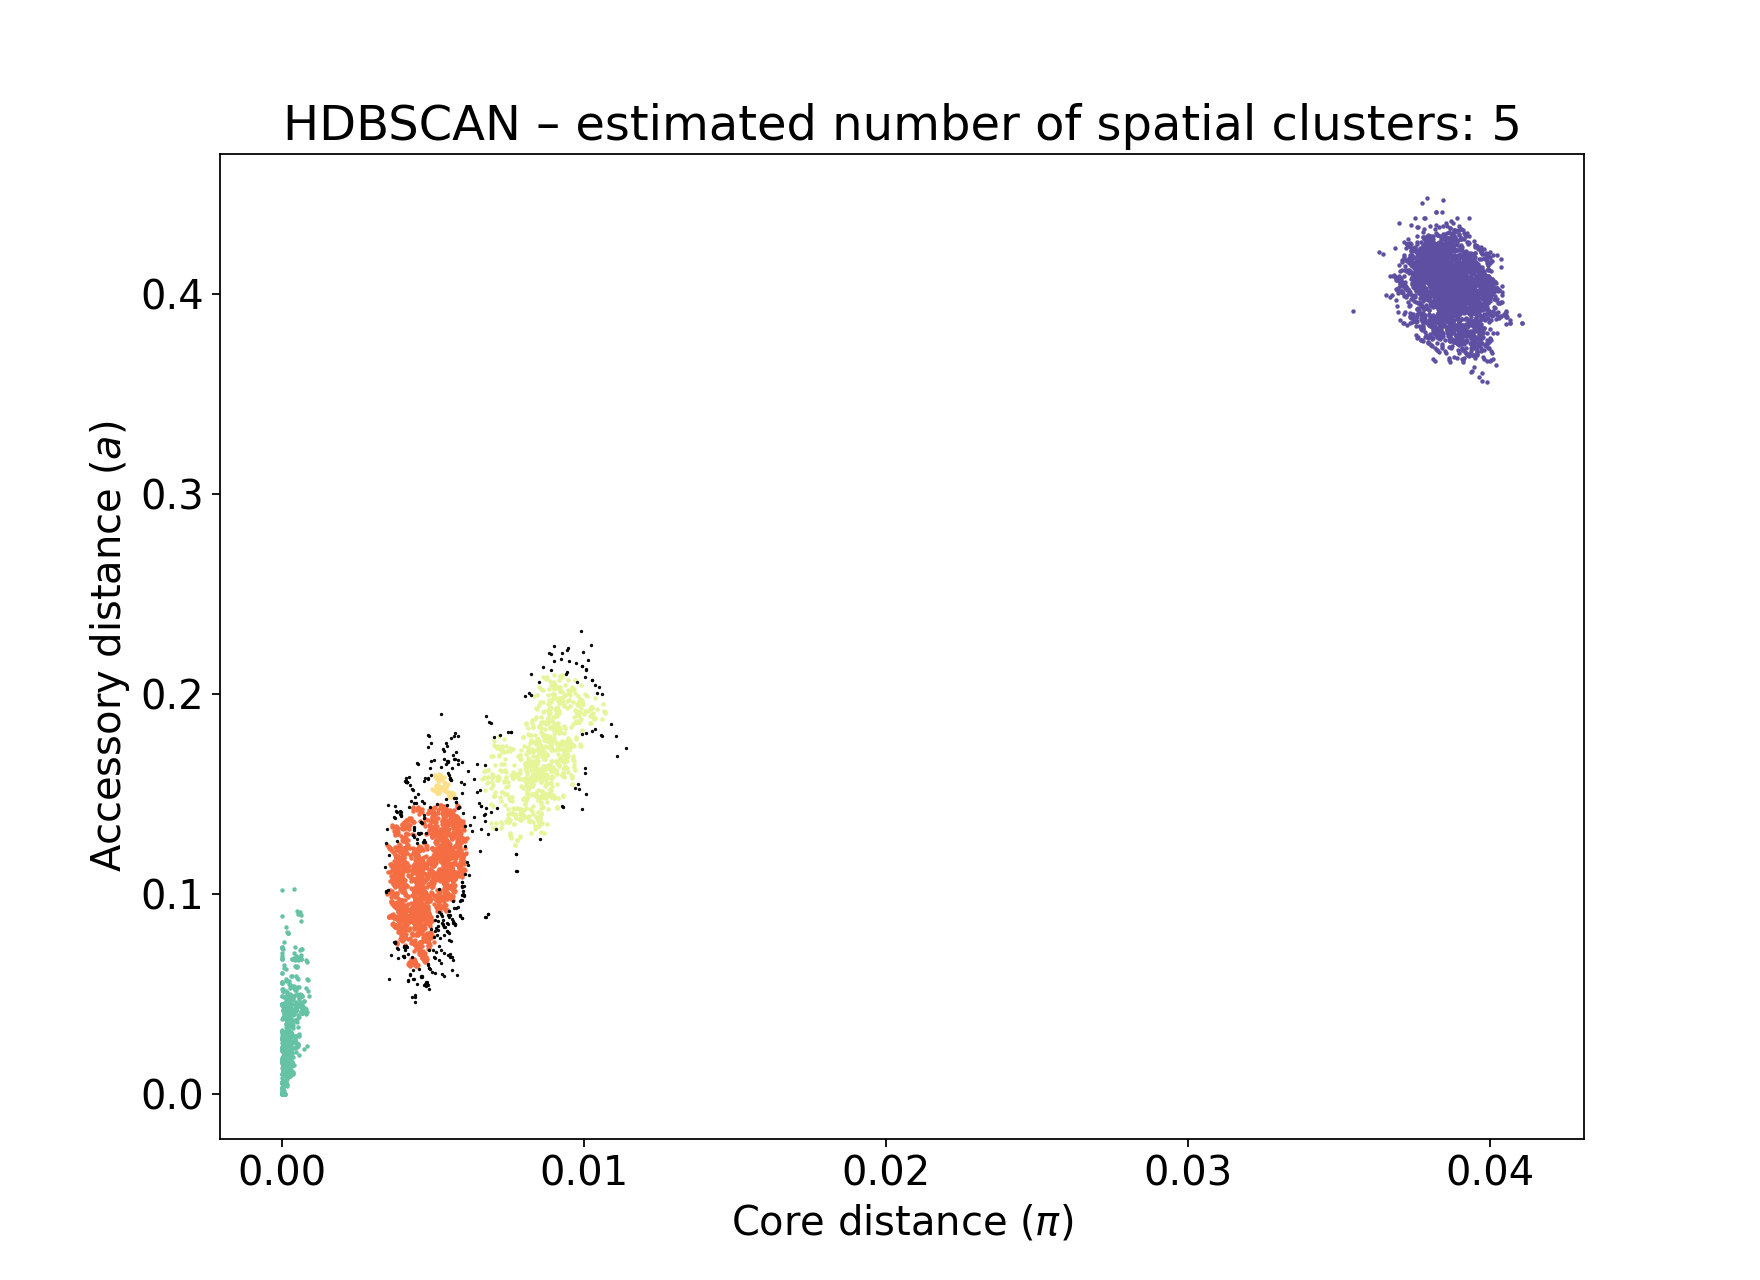 HDBSCAN – estimated number of spatial clusters: 5
Accessory distance (a)
0.4
0.3
0.2
0.1
0.0
0.00 0.01 0.02 0.03 0.04
Core distance (π)